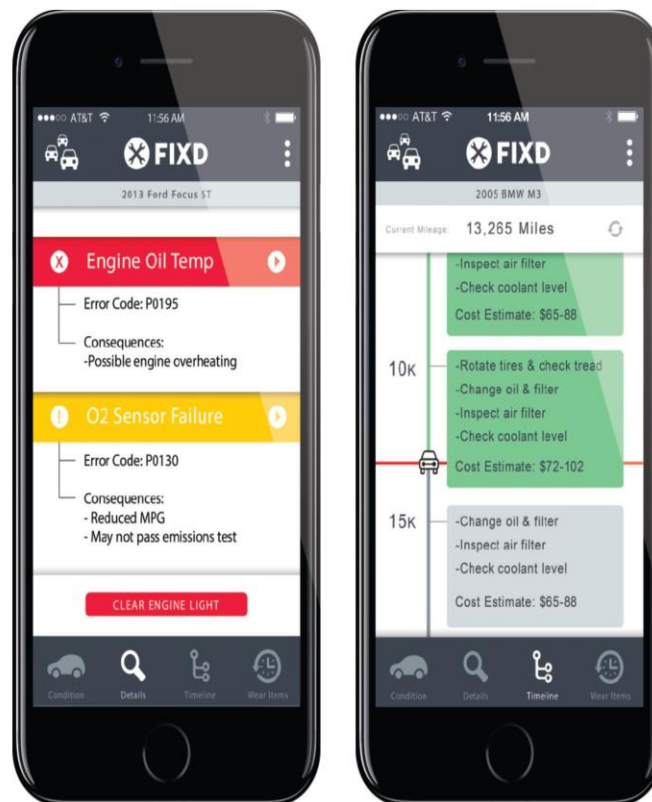 AT&T 11:56 AM
FIXD
2013 Ford Focus ST
X Engine Oil Temp
Error Code: P0195
Consequences:
-Possible engine overheating
! O2 Sensor Failure
Error Code: P0130
Consequences:
- Reduced MPG
- May not pass emissions test
CLEAR ENGINE LIGHT
Condition Details Timeline Wear Items
AT&T 11:56 AM
FIXD
2005 BMW M3
Current Mileage: 13,265 Miles
-Inspect air filter
-Check coolant level
Cost Estimate: $65-88
10K
-Rotate tires & check tread
-Change oil & filter
-Inspect air filter
-Check coolant level
Cost Estimate: $72-102
15K
-Change oil & filter
-Inspect air filter
-Check coolant level
Cost Estimate: $65-88
Condition Details Timeline Wear Items